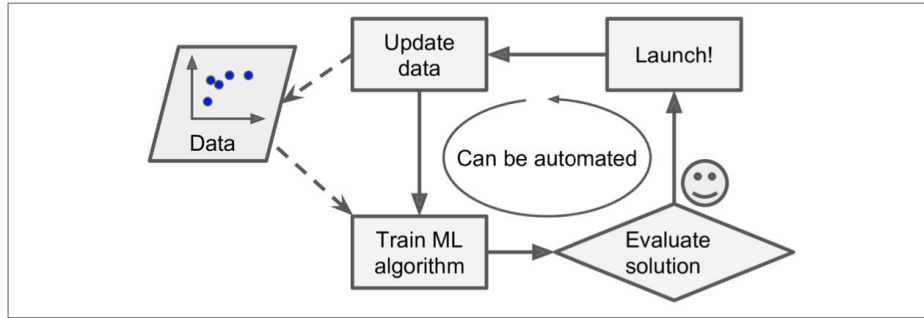 Update
data
Launch!
Data
Can be automated
Train ML
algorithm
Evaluate
solution